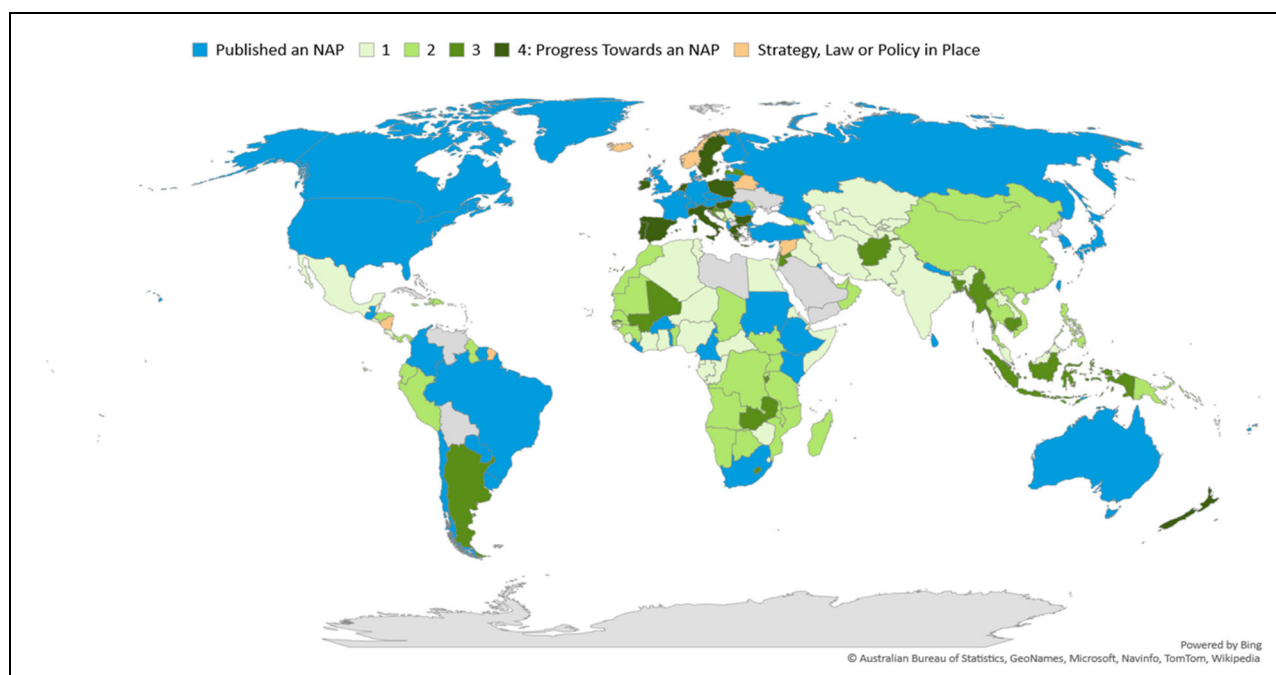 Published an NAP 1 2 3 4: Progress Towards an NAP Strategy, Law or Policy in Place
Powered by Bing
© Australian Bureau of Statistics, GeoNames, Microsoft, Navinfo, TomTom, Wikipedia